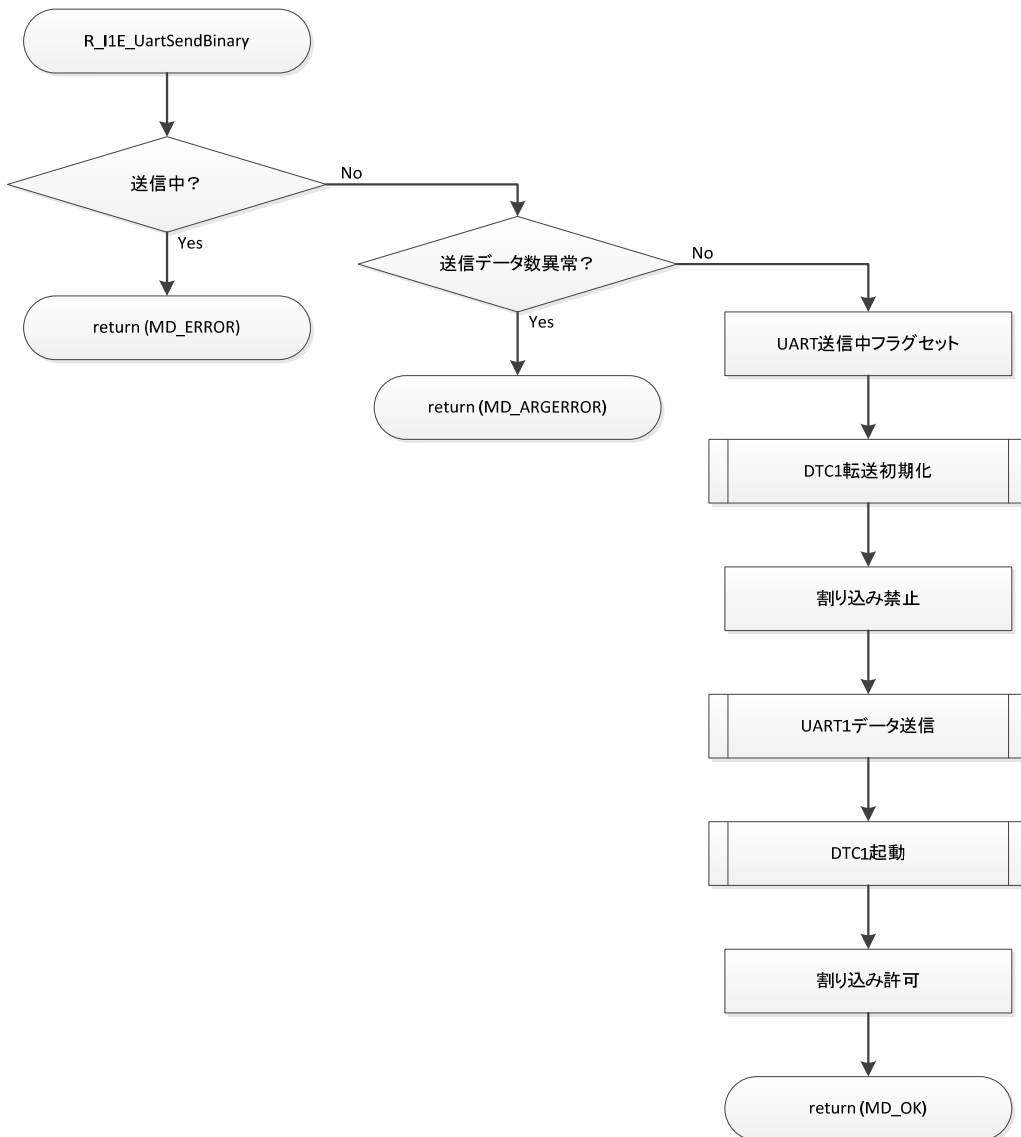 R_I1E_UartSendBinary
送信中？
No
Yes
return (MD_ERROR)
送信データ数異常？
No
Yes
return (MD_ARGERROR)
UART送信中フラグセット
DTC1転送初期化
割り込み禁止
UART1データ送信
DTC1起動
割り込み許可
return (MD_OK)